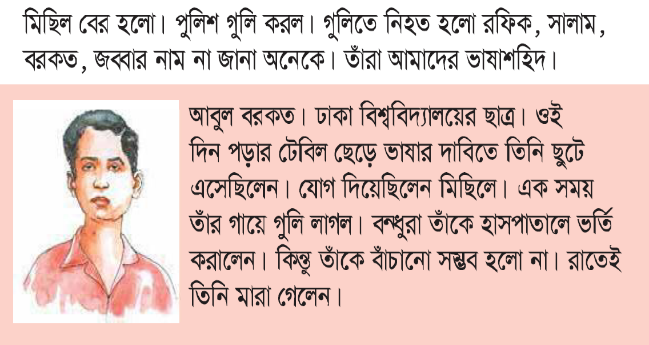 মিছিল বের হলো। পুলিশ গুলি করল। গুলিতে নিহত হলো রফিক, সালাম,
বরকত, জব্বার নাম না জানা অনেকে। তাঁরা আমাদের ভাষাশহিদ।
আবুল বরকত। ঢাকা বিশ্ববিদ্যালয়ের ছাত্র। ওই
দিন পড়ার টেবিল ছেড়ে ভাষার দাবিতে তিনি ছুটে
এসেছিলেন। যোগ দিয়েছিলেন মিছিলে। এক সময়
তাঁর গায়ে গুলি লাগল। বন্ধুরা তাঁকে হাসপাতালে ভর্তি
করালেন। কিন্তু তাঁকে বাঁচানো সম্ভব হলো না। রাতেই
তিনি মারা গেলেন।